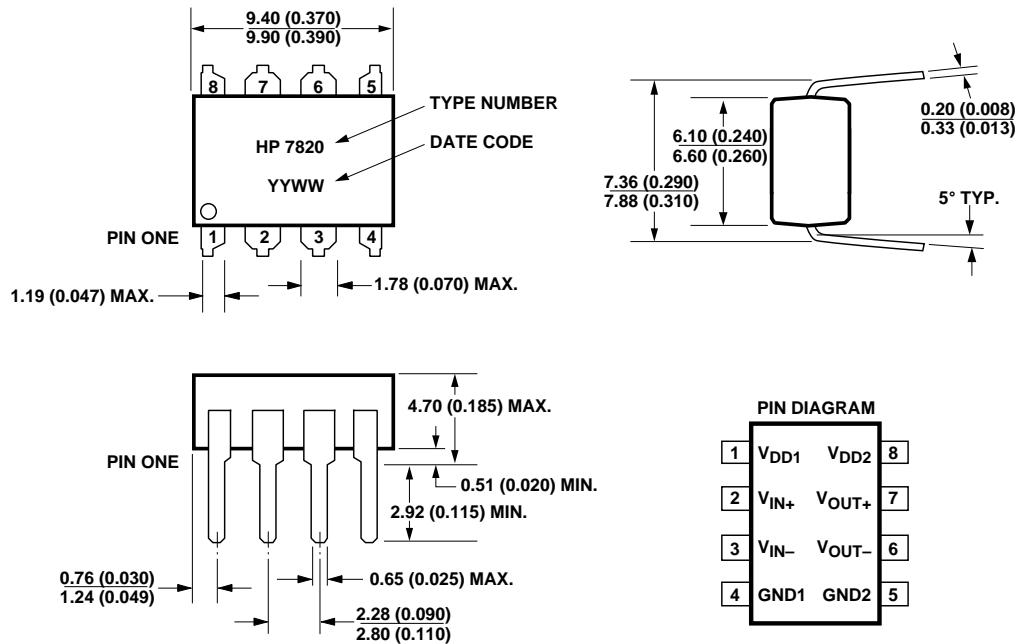 9.40 (0.370)
9.90 (0.390)
8 7 6 5
TYPE NUMBER
HP 7820
DATE CODE
YYWW
PIN ONE
1 2 3 4
1.19 (0.047) MAX.
1.78 (0.070) MAX.
6.10 (0.240)
6.60 (0.260)
7.36 (0.290)
7.88 (0.310)
0.20 (0.008)
0.33 (0.013)
5° TYP.
4.70 (0.185) MAX.
PIN ONE
0.51 (0.020) MIN.
2.92 (0.115) MIN.
0.76 (0.030)
1.24 (0.049)
0.65 (0.025) MAX.
2.28 (0.090)
2.80 (0.110)
PIN DIAGRAM
1 VDD1 VDD2 8
2 VIN+ VOUT+ 7
3 VIN– VOUT– 6
4 GND1 GND2 5